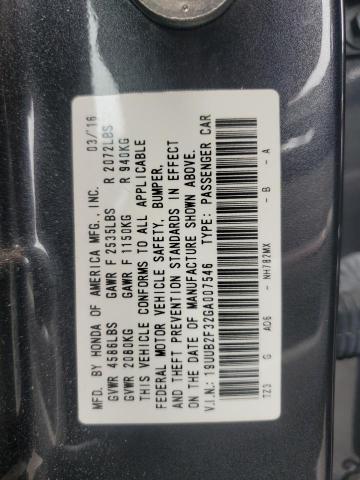 MFD. BY HONDA OF AMERICA MFG., INC. 03/16
GVWR 4586LBS GAWR F 2535LBS R 2072LBS
GVWR 2080KG GAWR F 1150KG R 940KG
THIS VEHICLE CONFORMS TO ALL APPLICABLE
FEDERAL MOTOR VEHICLE SAFETY, BUMPER,
AND THEFT PREVENTION STANDARDS IN EFFECT
ON THE DATE OF MANUFACTURE SHOWN ABOVE.
V.I.N.: 19UUB2F32GA007546 TYPE: PASSENGER CAR
TZ3 G AO6 - NH782MX - B - A